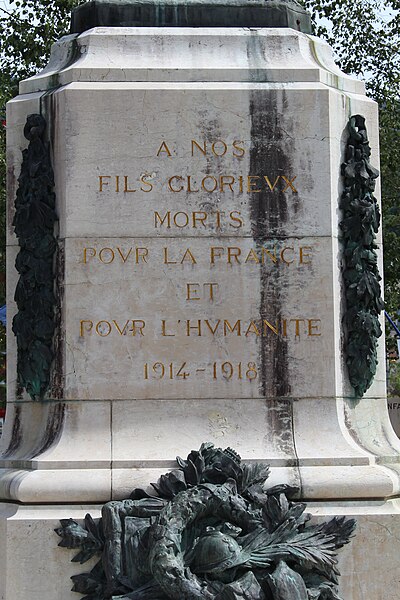 A NOS
FILS GLORIEVX
MORTS
POVR LA FRANCE
ET
POVR L'HVMANITE
1914-1918